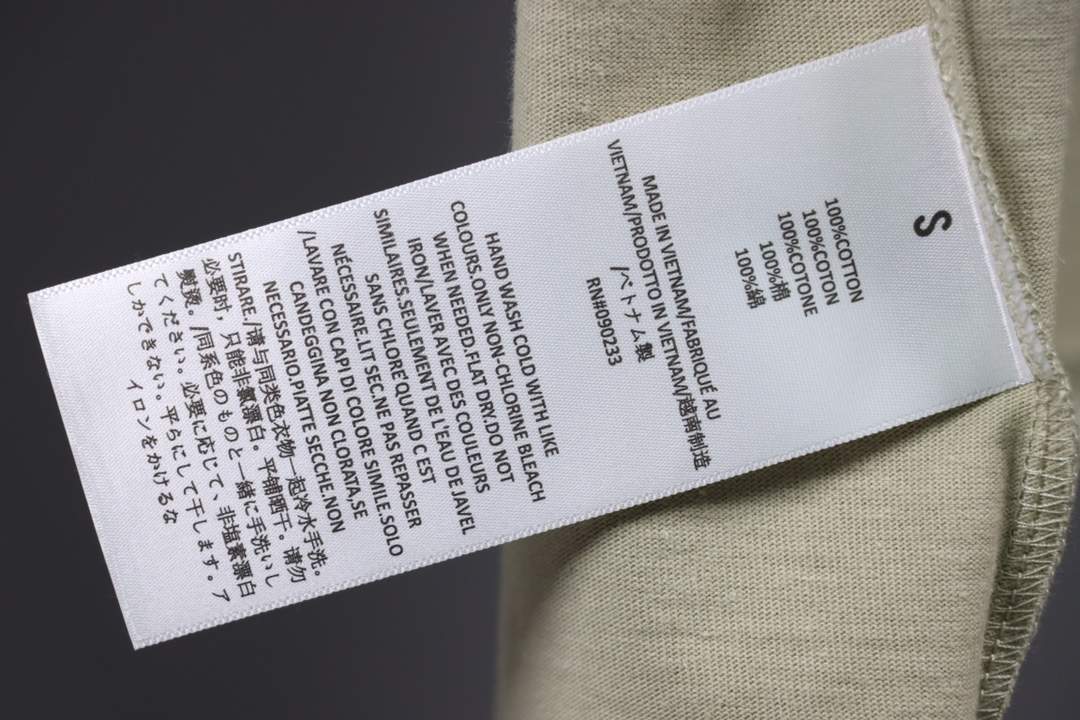 S
100%COTTON
100%COTON
100%COTONE
100%棉
100%綿
MADE IN VIETNAM/FABRIQUÉ AU
VIETNAM/PRODOTTO IN VIETNAM/越南制造
/ベトナム製
RN#090233
HAND WASH COLD WITH LIKE
COLOURS.ONLY NON-CHLORINE BLEACH
WHEN NEEDED.FLAT DRY.DO NOT
IRON/LAVER AVEC DES COULEURS
SIMILAIRES.SEULEMENT DE L'EAU DE JAVEL
SANS CHLORE'QUAND C EST
NÉCESSAIRE.LIT SEC.NE PAS REPASSER
/LAVARE CON CAPI DI COLORE SIMILE.SOLO
CANDEGGINA NON CLORATA,SE
NECESSARIO.PIATTE SECCHE.NON
STIRARE./请与同类色衣物一起冷水手洗。
必要时，只能非氯漂白。平铺晒干。请勿
熨烫。/同系色のものと一緒に手洗いし
てください。必要に応じて、非塩素漂白
しかできない。平らにして干します。ア
イロンをかけるな